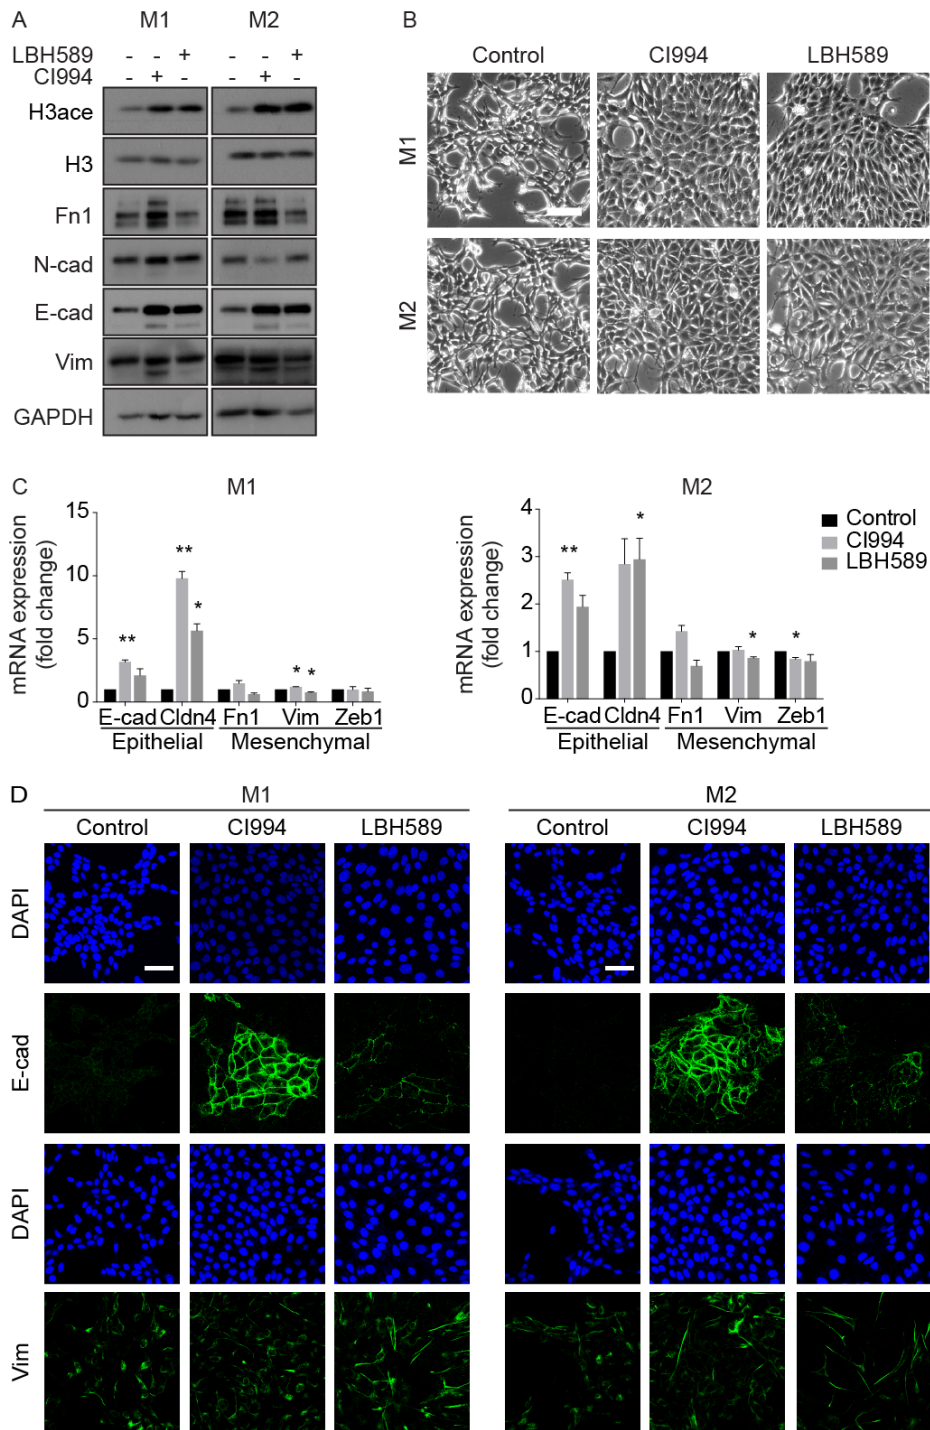 A
M1
M2
LBH589 - - + - - +
CI994 - + - - + -
H3ace
H3
Fn1
N-cad
E-cad
Vim
GAPDH
B
Control
CI994
LBH589
M1
M2
C
M1
mRNA expression
(fold change)
15
10
5
0
**
**
*
*
*
E-cad Cldn4 Fn1 Vim Zeb1
Epithelial Mesenchymal
M2
mRNA expression
(fold change)
4
3
2
1
0
**
*
*
*
E-cad Cldn4 Fn1 Vim Zeb1
Epithelial Mesenchymal
Control
CI994
LBH589
D
M1
M2
Control CI994 LBH589 Control CI994 LBH589
DAPI
E-cad
DAPI
Vim